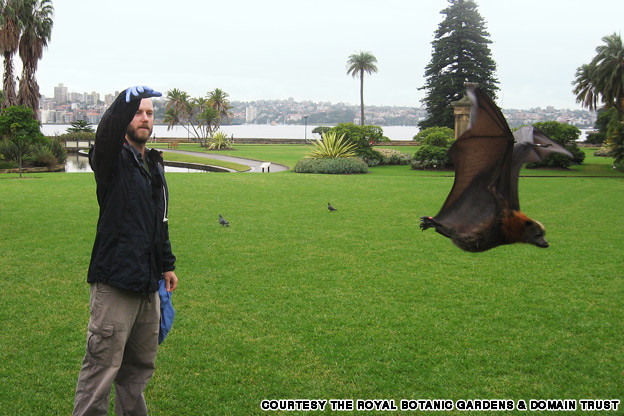 COURTESY THE ROYAL BOTANIC GARDENS & DOMAIN TRUST